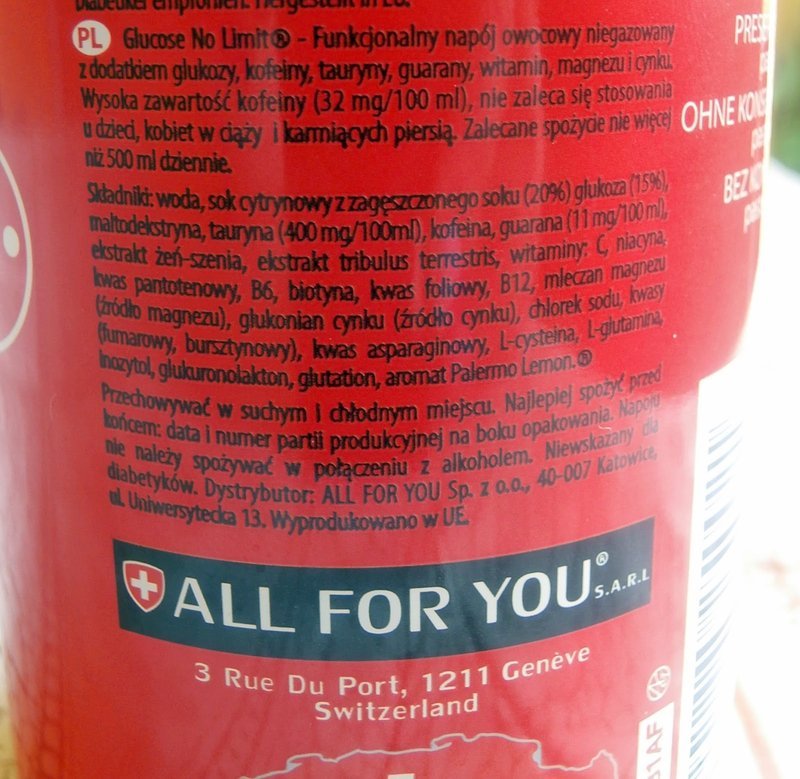 Diabetiker empfohlen. Hergestellt in EU.
PL Glucose No Limit® - Funkcjonalny napój owocowy niegazowany
z dodatkiem glukozy, kofeiny, tauryny, guarany, witamin, magnezu i cynku.
Wysoka zawartość kofeiny (32 mg/100 ml), nie zaleca się stosowania
u dzieci, kobiet w ciąży i karmiących piersią. Zalecane spożycie nie więcej
niż 500 ml dziennie.
Składniki: woda, sok cytrynowy z zagęszczonego soku (20%) glukoza (15%),
maltodekstryna, tauryna (400 mg/100ml), kofeina, guarana (11 mg/100 ml),
ekstrakt żeń-szenia, ekstrakt tribulus terrestris, witaminy: C, niacyna,
kwas pantotenowy, B6, biotyna, kwas foliowy, B12, mleczan magnezu
(źródło magnezu), glukonian cynku (źródło cynku), chlorek sodu, kwasy
(fumarowy, bursztynowy), kwas asparaginowy, L-cysteina, L-glutamina,
inozytol, glukuronolakton, glutation, aromat Palermo Lemon.®
Przechowywać w suchym i chłodnym miejscu. Najlepiej spożyć przed
końcem: data i numer partii produkcyjnej na boku opakowania. Napoju
nie należy spożywać w połączeniu z alkoholem. Niewskazany dla
diabetyków. Dystrybutor: ALL FOR YOU Sp. z o.o., 40-007 Katowice,
ul. Uniwersytecka 13. Wyprodukowano w UE.
ALL FOR YOU® S.A.R.L
3 Rue Du Port, 1211 Genève
Switzerland
OHNE
BEZ